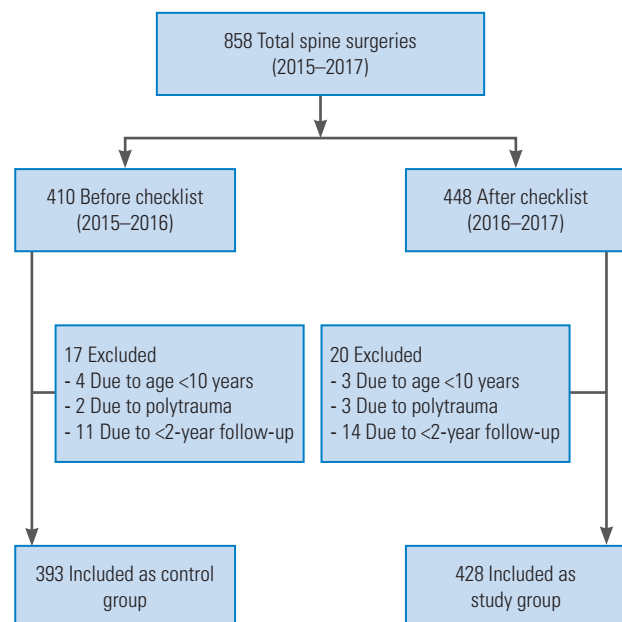 858 Total spine surgeries
(2015–2017)
410 Before checklist
(2015–2016)
448 After checklist
(2016–2017)
17 Excluded
- 4 Due to age <10 years
- 2 Due to polytrauma
- 11 Due to <2-year follow-up
20 Excluded
- 3 Due to age <10 years
- 3 Due to polytrauma
- 14 Due to <2-year follow-up
393 Included as control
group
428 Included as
study group